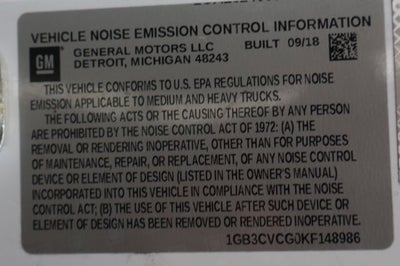 VEHICLE NOISE EMISSION CONTROL INFORMATION
GM
GENERAL MOTORS LLC BUILT 09/18
DETROIT, MICHIGAN 48243
THIS VEHICLE CONFORMS TO U.S. EPA REGULATIONS FOR NOISE
EMISSION APPLICABLE TO MEDIUM AND HEAVY TRUCKS.
THE FOLLOWING ACTS OR THE CAUSING THEREOF BY ANY PERSON
ARE PROHIBITED BY THE NOISE CONTROL ACT OF 1972: (A) THE
REMOVAL OR RENDERING INOPERATIVE, OTHER THAN FOR PURPOSES
OF MAINTENANCE, REPAIR, OR REPLACEMENT, OF ANY NOISE CONTROL
DEVICE OR ELEMENT OF DESIGN (LISTED IN THE OWNER'S MANUAL)
INCORPORATED INTO THIS VEHICLE IN COMPLIANCE WITH THE NOISE
CONTROL ACT; (B) THE USE OF THIS VEHICLE AFTER SUCH DEVICE OR
ELEMENT OF DESIGN HAS BEEN REMOVED OR RENDERED INOPERATIVE.
1GB3CVCG0KF148986